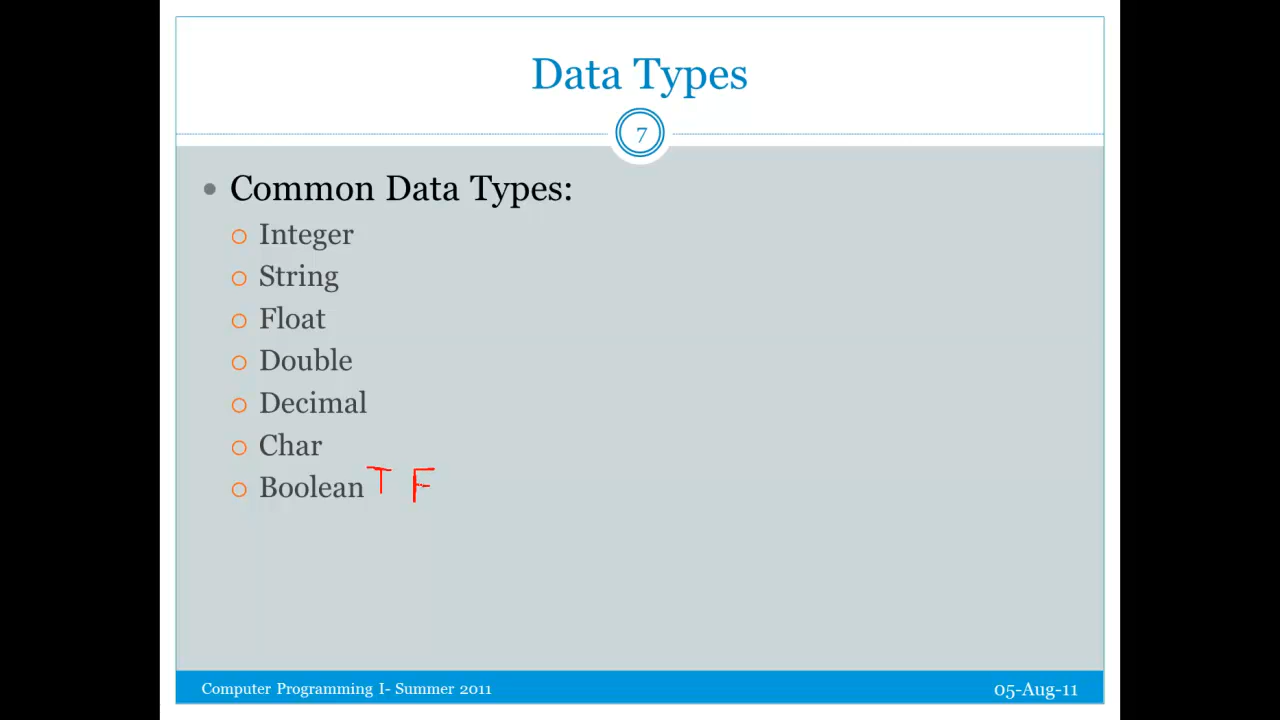 Data Types
7
Common Data Types:
Integer
String
Float
Double
Decimal
Char
Boolean T F
Computer Programming I- Summer 2011
05-Aug-11